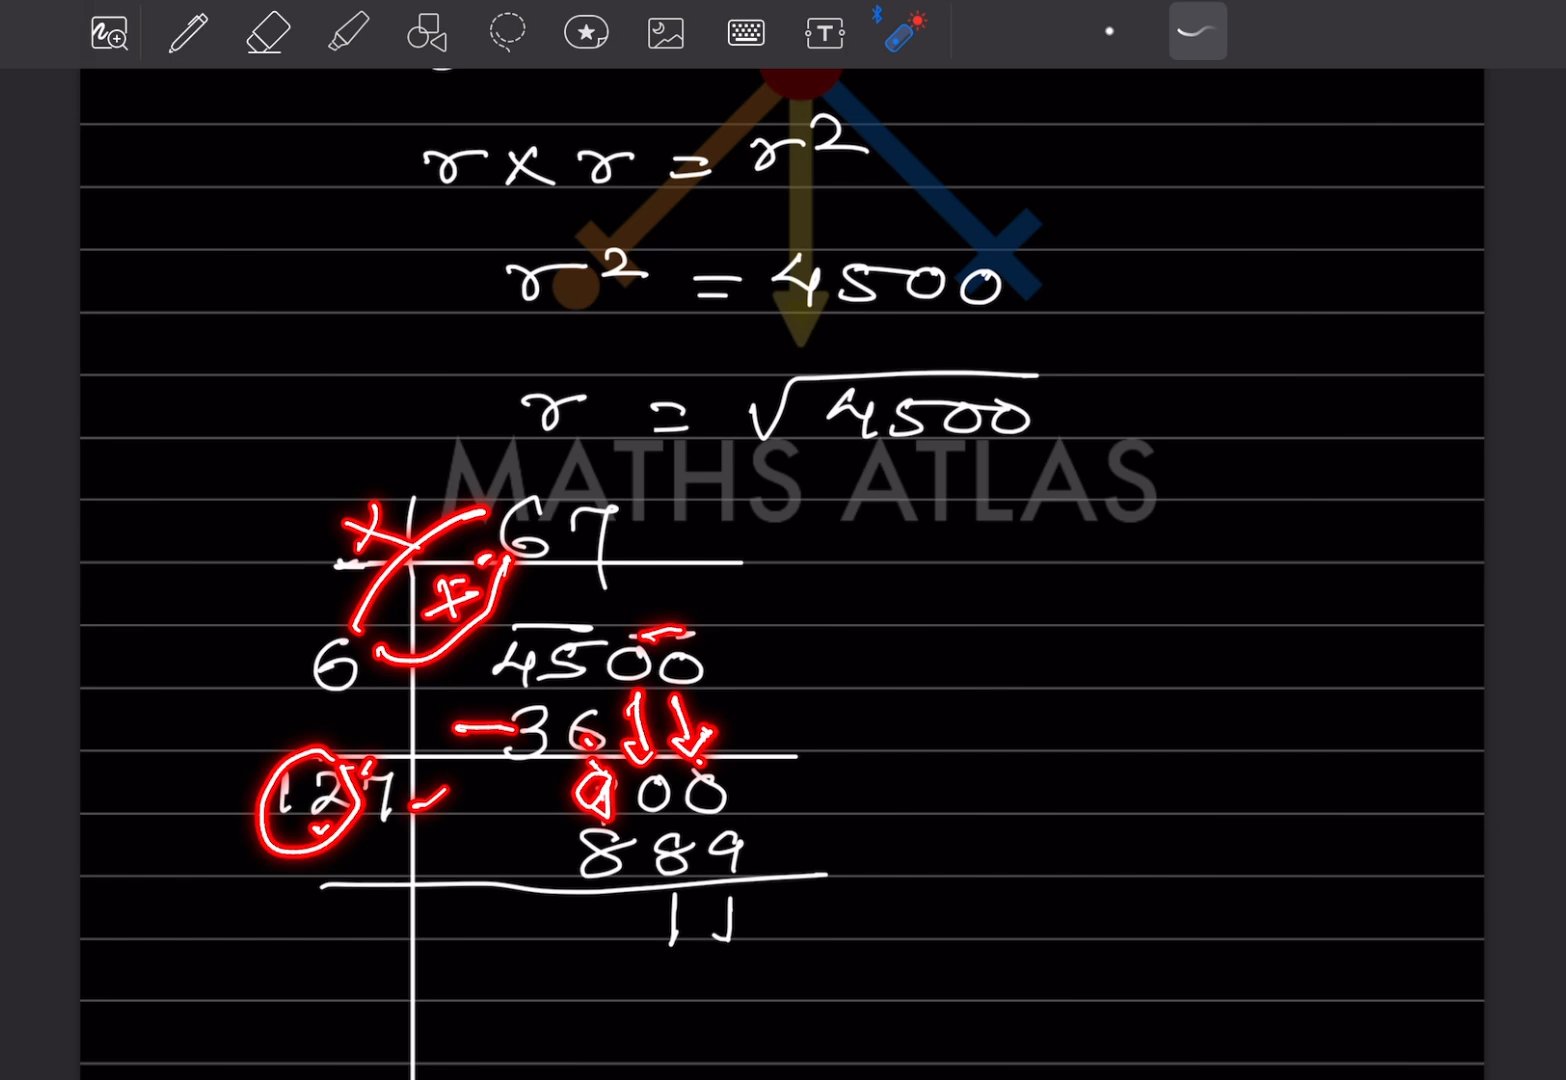 r × r = r²
r² = 4500
r = √4500
MATHS ATLAS
67
6 4500
- 36
127 900
889
11